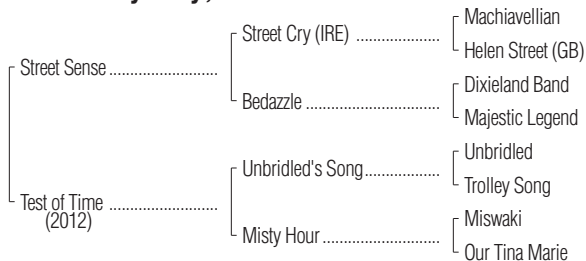 Machiavellian
Street Cry (IRE) ..................
Helen Street (GB)
Street Sense .......................
Dixieland Band
Bedazzle ............................
Majestic Legend
Unbridled
Unbridled's Song................
Trolley Song
Test of Time .......................
(2012)
Miswaki
Misty Hour.........................
Our Tina Marie